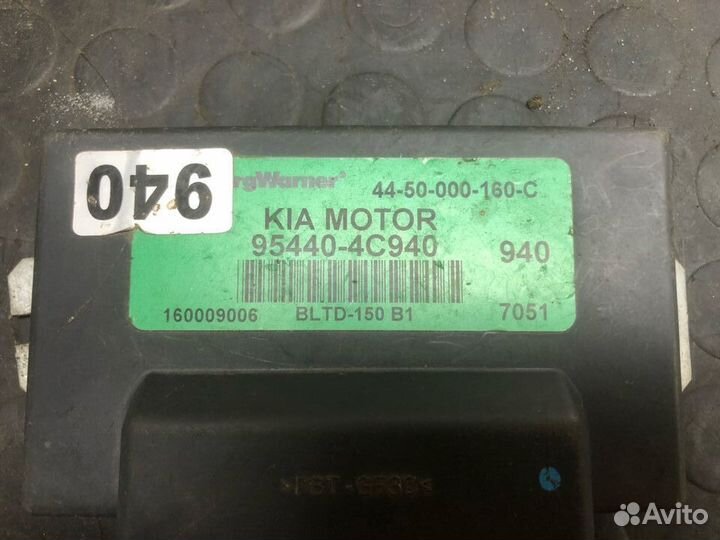 940
rgWarner® 44-50-000-160-C
KIA MOTOR
95440-4C940 940
160009006 BLTD-150 B1 7051
Avito